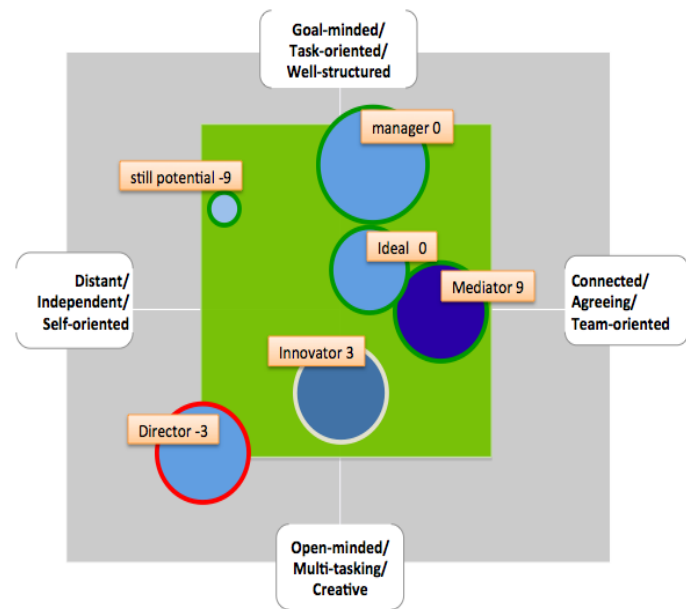 Goal-minded/
Task-oriented/
Well-structured
manager 0
still potential -9
Ideal 0
Distant/
Independent/
Self-oriented
Mediator 9
Connected/
Agreeing/
Team-oriented
Innovator 3
Director -3
Open-minded/
Multi-tasking/
Creative